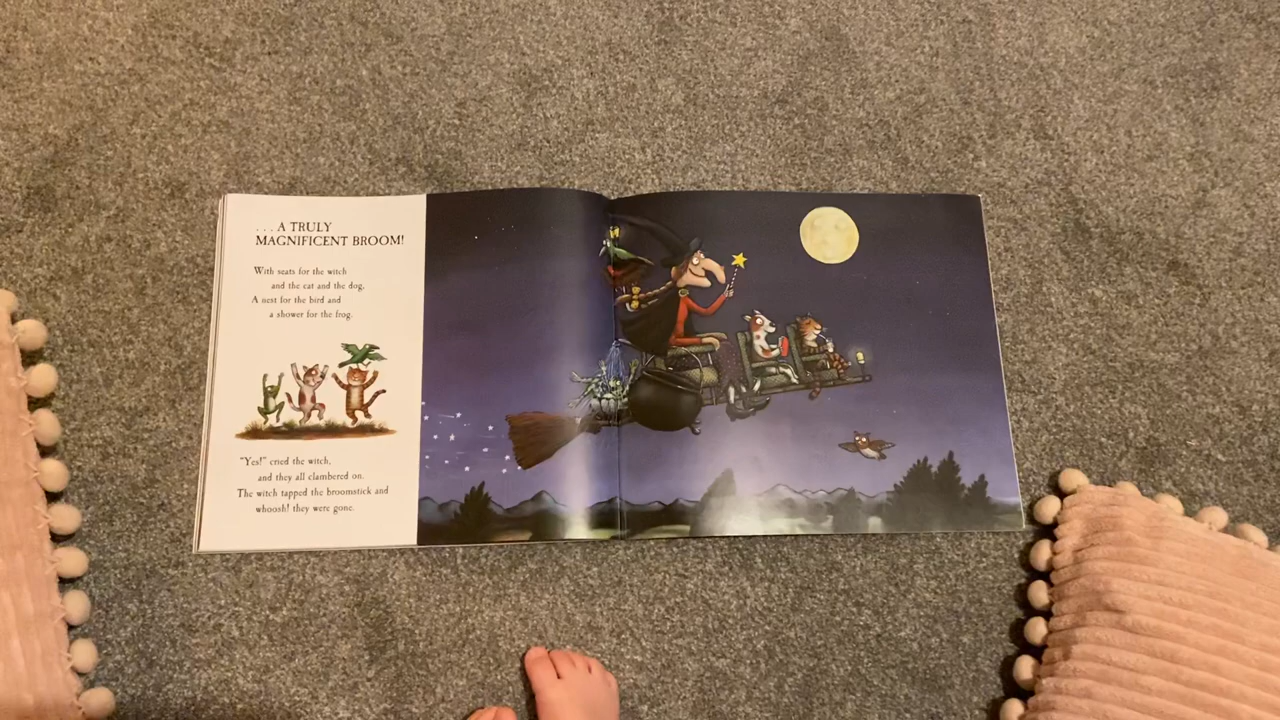 . . . A TRULY
MAGNIFICENT BROOM!
With seats for the witch
and the cat and the dog,
A nest for the bird and
a shower for the frog.
"Yes!" cried the witch,
and they all clambered on.
The witch tapped the broomstick and
whoosh! they were gone.